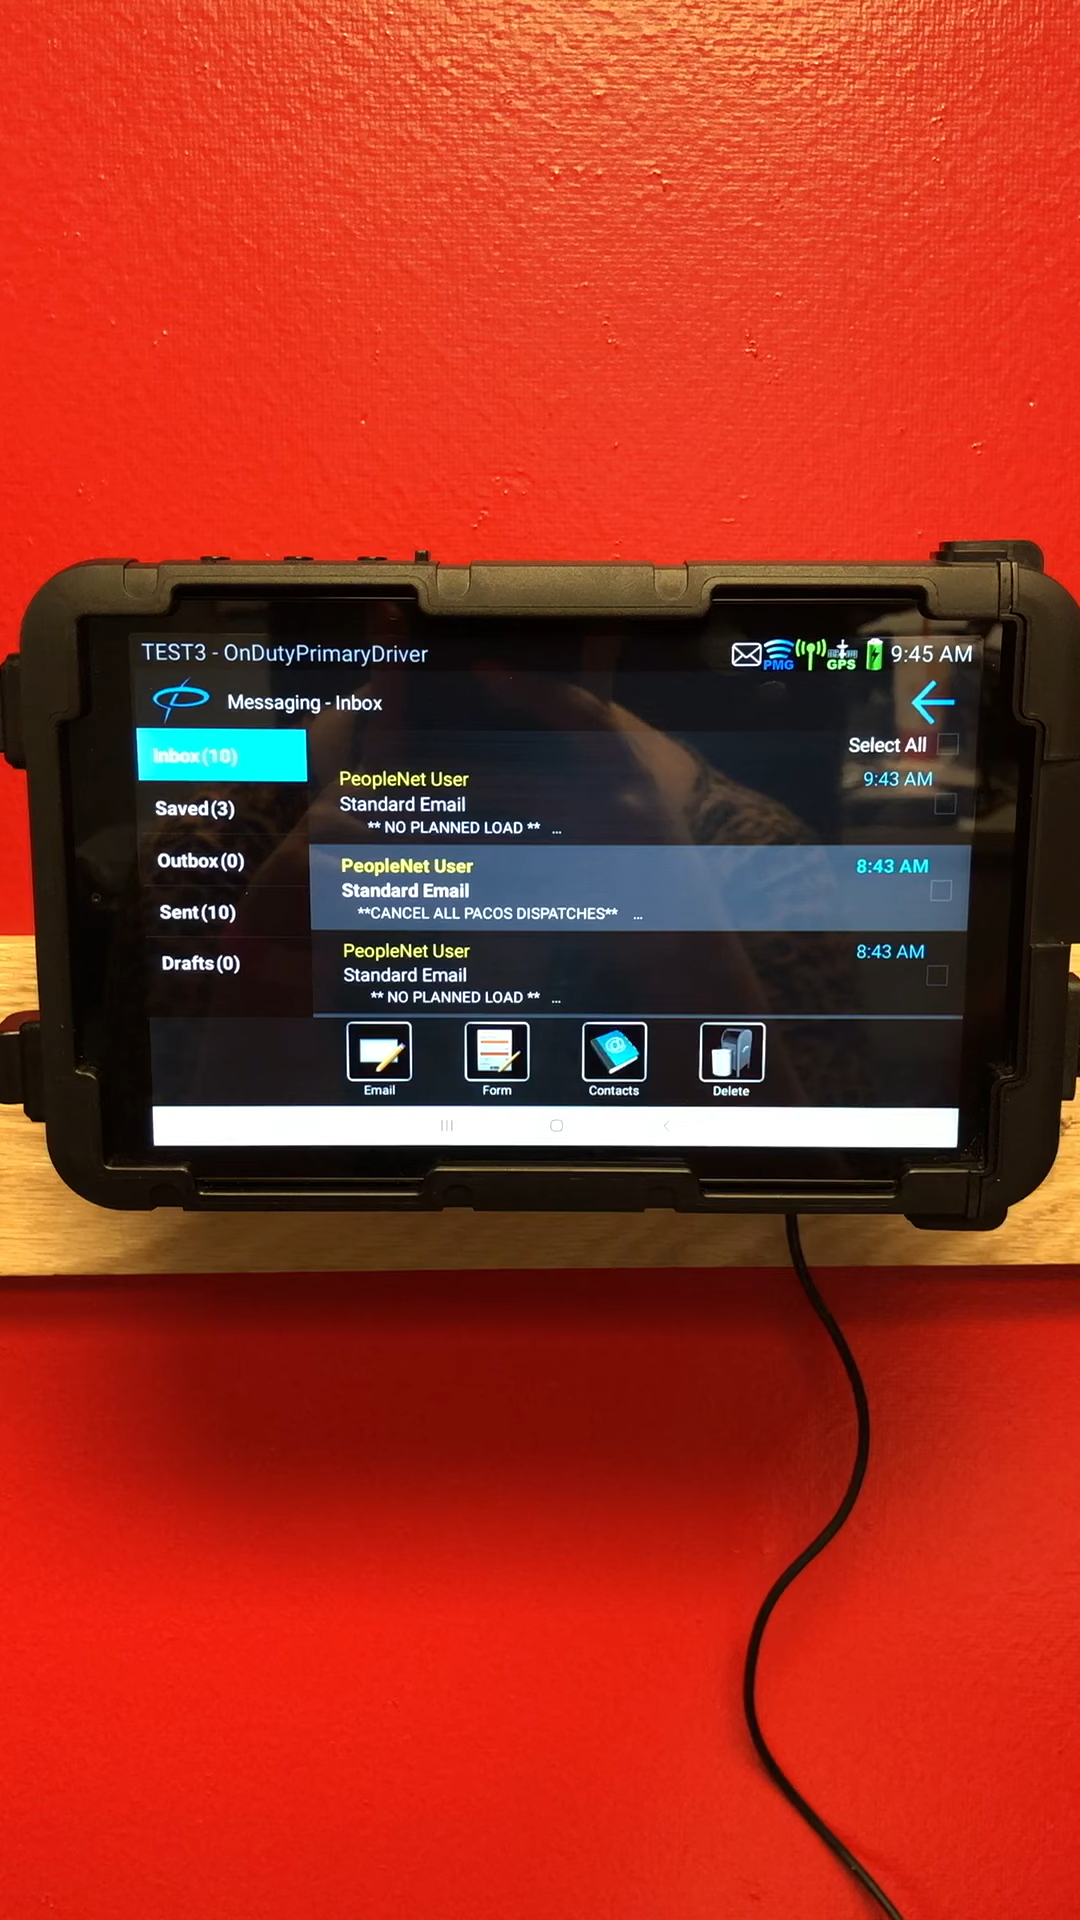 TEST3 - OnDutyPrimaryDriver
PMG
GPS
9:45 AM
Messaging - Inbox
Inbox(10)
Select All
PeopleNet User
9:43 AM
Standard Email
** NO PLANNED LOAD ** ...
Saved(3)
Outbox(0)
PeopleNet User
8:43 AM
Standard Email
**CANCEL ALL PACOS DISPATCHES** ...
Sent(10)
PeopleNet User
8:43 AM
Standard Email
** NO PLANNED LOAD ** ...
Drafts(0)
Email
Form
Contacts
Delete